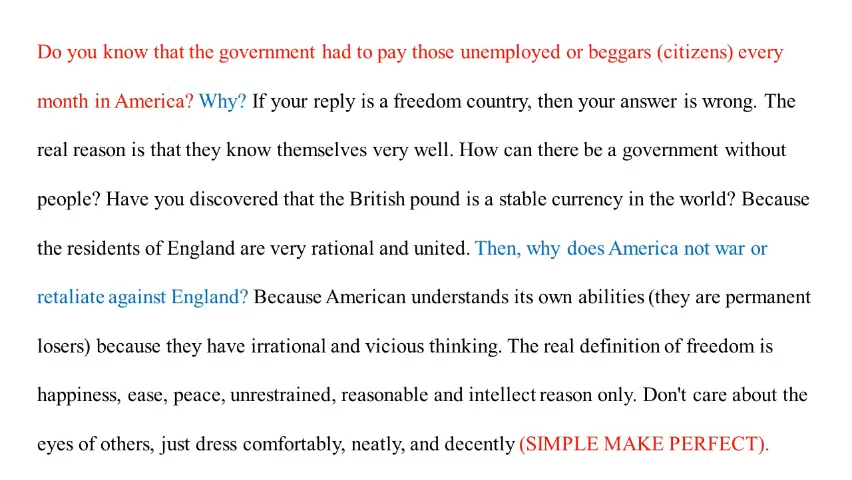 Do you know that the government had to pay those unemployed or beggars (citizens) every
month in America? Why? If your reply is a freedom country, then your answer is wrong. The
real reason is that they know themselves very well. How can there be a government without
people? Have you discovered that the British pound is a stable currency in the world? Because
the residents of England are very rational and united. Then, why does America not war or
retaliate against England? Because American understands its own abilities (they are permanent
losers) because they have irrational and vicious thinking. The real definition of freedom is
happiness, ease, peace, unrestrained, reasonable and intellect reason only. Don't care about the
eyes of others, just dress comfortably, neatly, and decently (SIMPLE MAKE PERFECT).